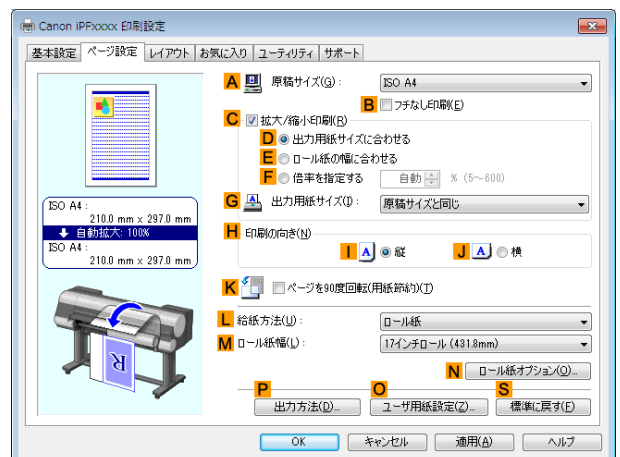 Canon iPFxxxx 印刷設定
基本設定 ページ設定 レイアウト お気に入り ユーティリティ サポート
A 原稿サイズ(G): ISO A4
B フチなし印刷(E)
C 拡大/縮小印刷(R)
D 出力用紙サイズに合わせる
E ロール紙の幅に合わせる
F 倍率を指定する 自動 % (5～600)
G 出力用紙サイズ(I): 原稿サイズと同じ
ISO A4:
210.0 mm x 297.0 mm
自動拡大: 100%
ISO A4:
210.0 mm x 297.0 mm
H 印刷の向き(N)
I A 縦 J A 横
K ページを90度回転(用紙節約)(T)
L 給紙方法(U): ロール紙
M ロール紙幅(L): 17インチロール (431.8mm)
R
N ロール紙オプション(O)...
P O S
出力方法(D)... ユーザ用紙設定(Z)... 標準に戻す(F)
OK キャンセル 適用(A) ヘルプ